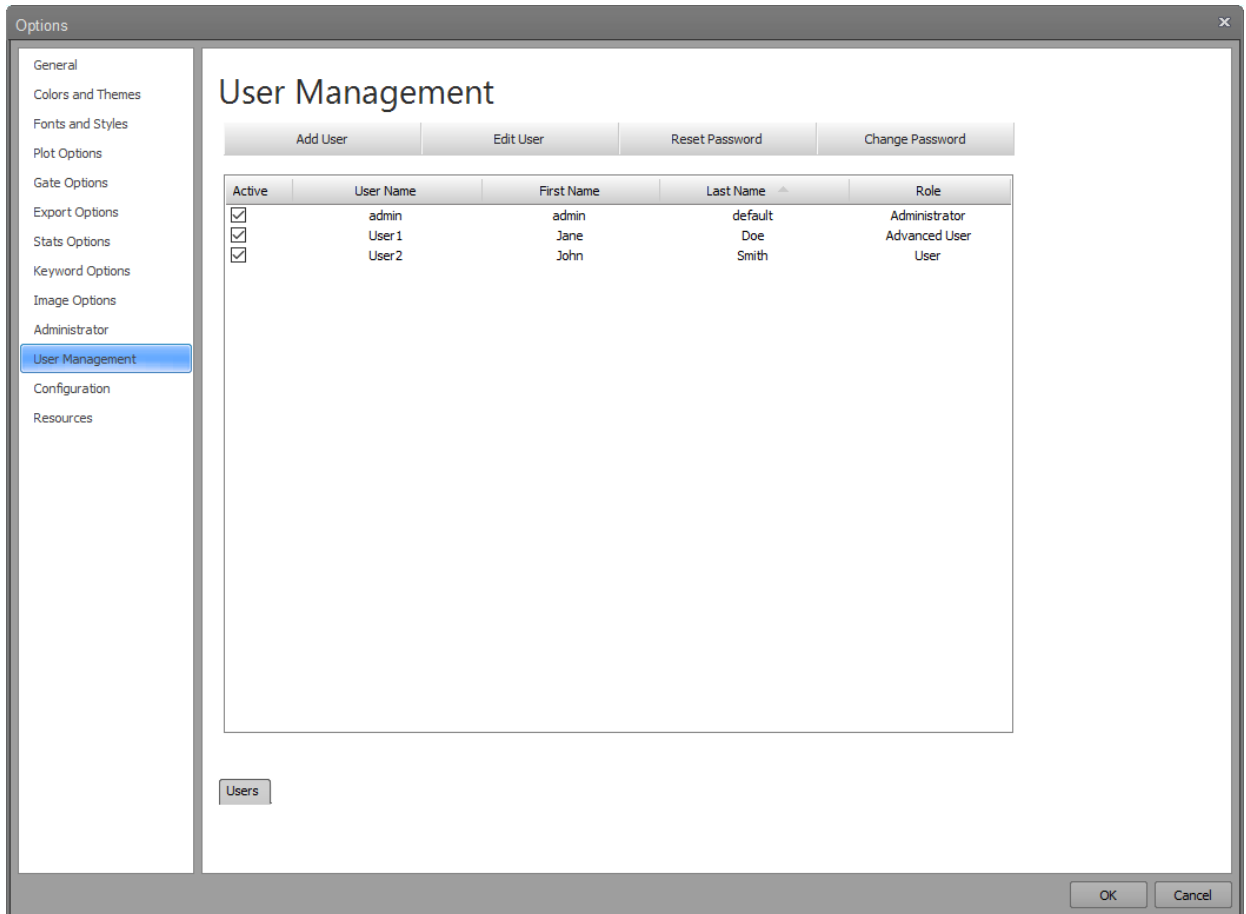 Options
General
Colors and Themes
Fonts and Styles
Plot Options
Gate Options
Export Options
Stats Options
Keyword Options
Image Options
Administrator
User Management
Configuration
Resources
User Management
Add User Edit User Reset Password Change Password
Active User Name First Name Last Name Role
admin admin default Administrator
User1 Jane Doe Advanced User
User2 John Smith User
Users
OK Cancel